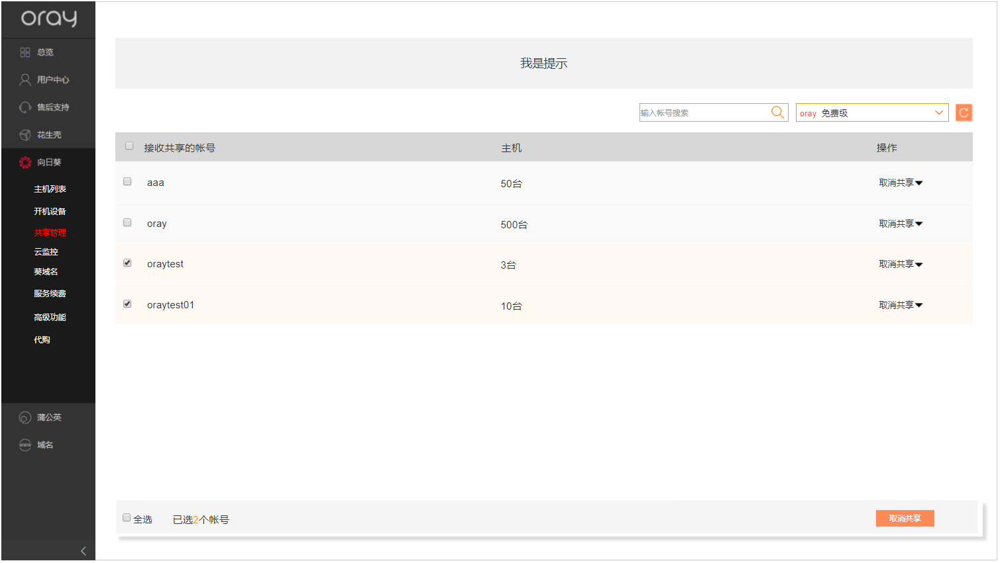 oray
总览
用户中心
售后支持
花生壳
向日葵
主机列表
开机设备
共享管理
云监控
葵域名
服务续费
高级功能
代购
蒲公英
www 域名
我是提示
输入帐号搜索
oray 免费级
接收共享的帐号 主机 操作
aaa 50台 取消共享
oray 500台 取消共享
oraytest 3台 取消共享
oraytest01 10台 取消共享
全选 已选2个帐号 取消共享